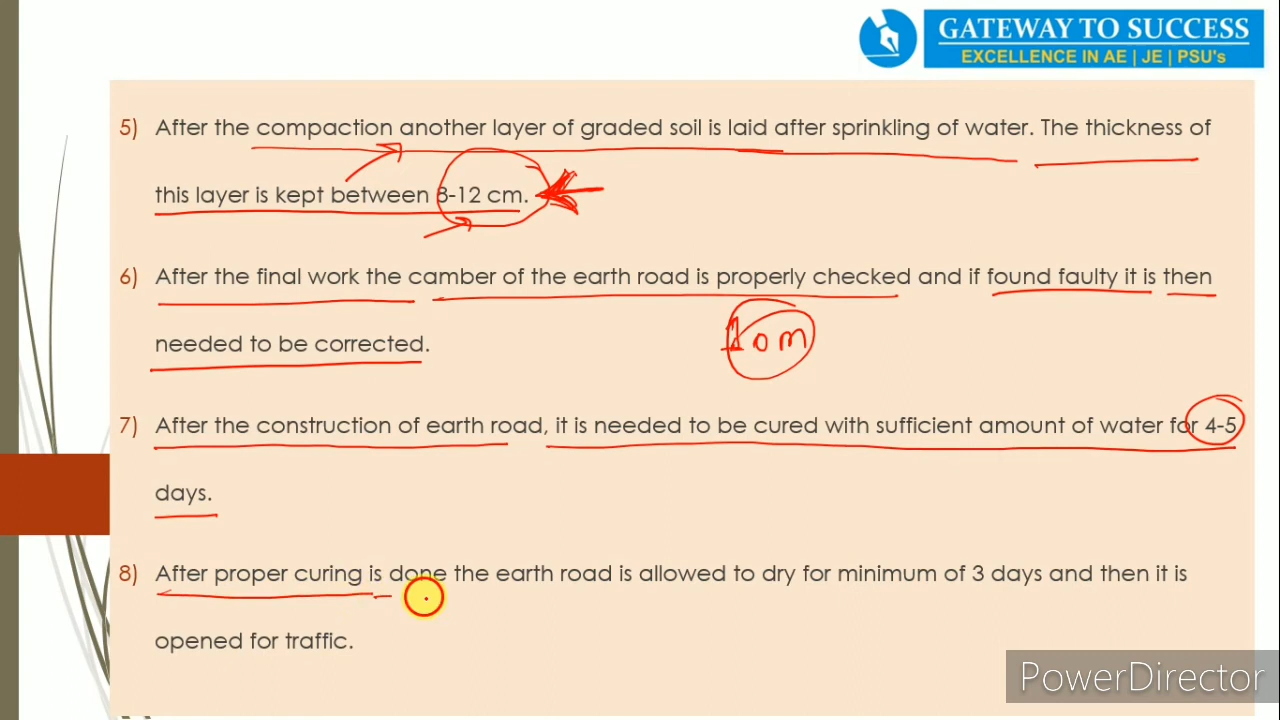 GATEWAY TO SUCCESS
EXCELLENCE IN AE | JE | PSU's
5) After the compaction another layer of graded soil is laid after sprinkling of water. The thickness of
this layer is kept between 8-12 cm.
6) After the final work the camber of the earth road is properly checked and if found faulty it is then
needed to be corrected.
10m
7) After the construction of earth road, it is needed to be cured with sufficient amount of water for 4-5
days.
8) After proper curing is done the earth road is allowed to dry for minimum of 3 days and then it is
opened for traffic.
PowerDirector